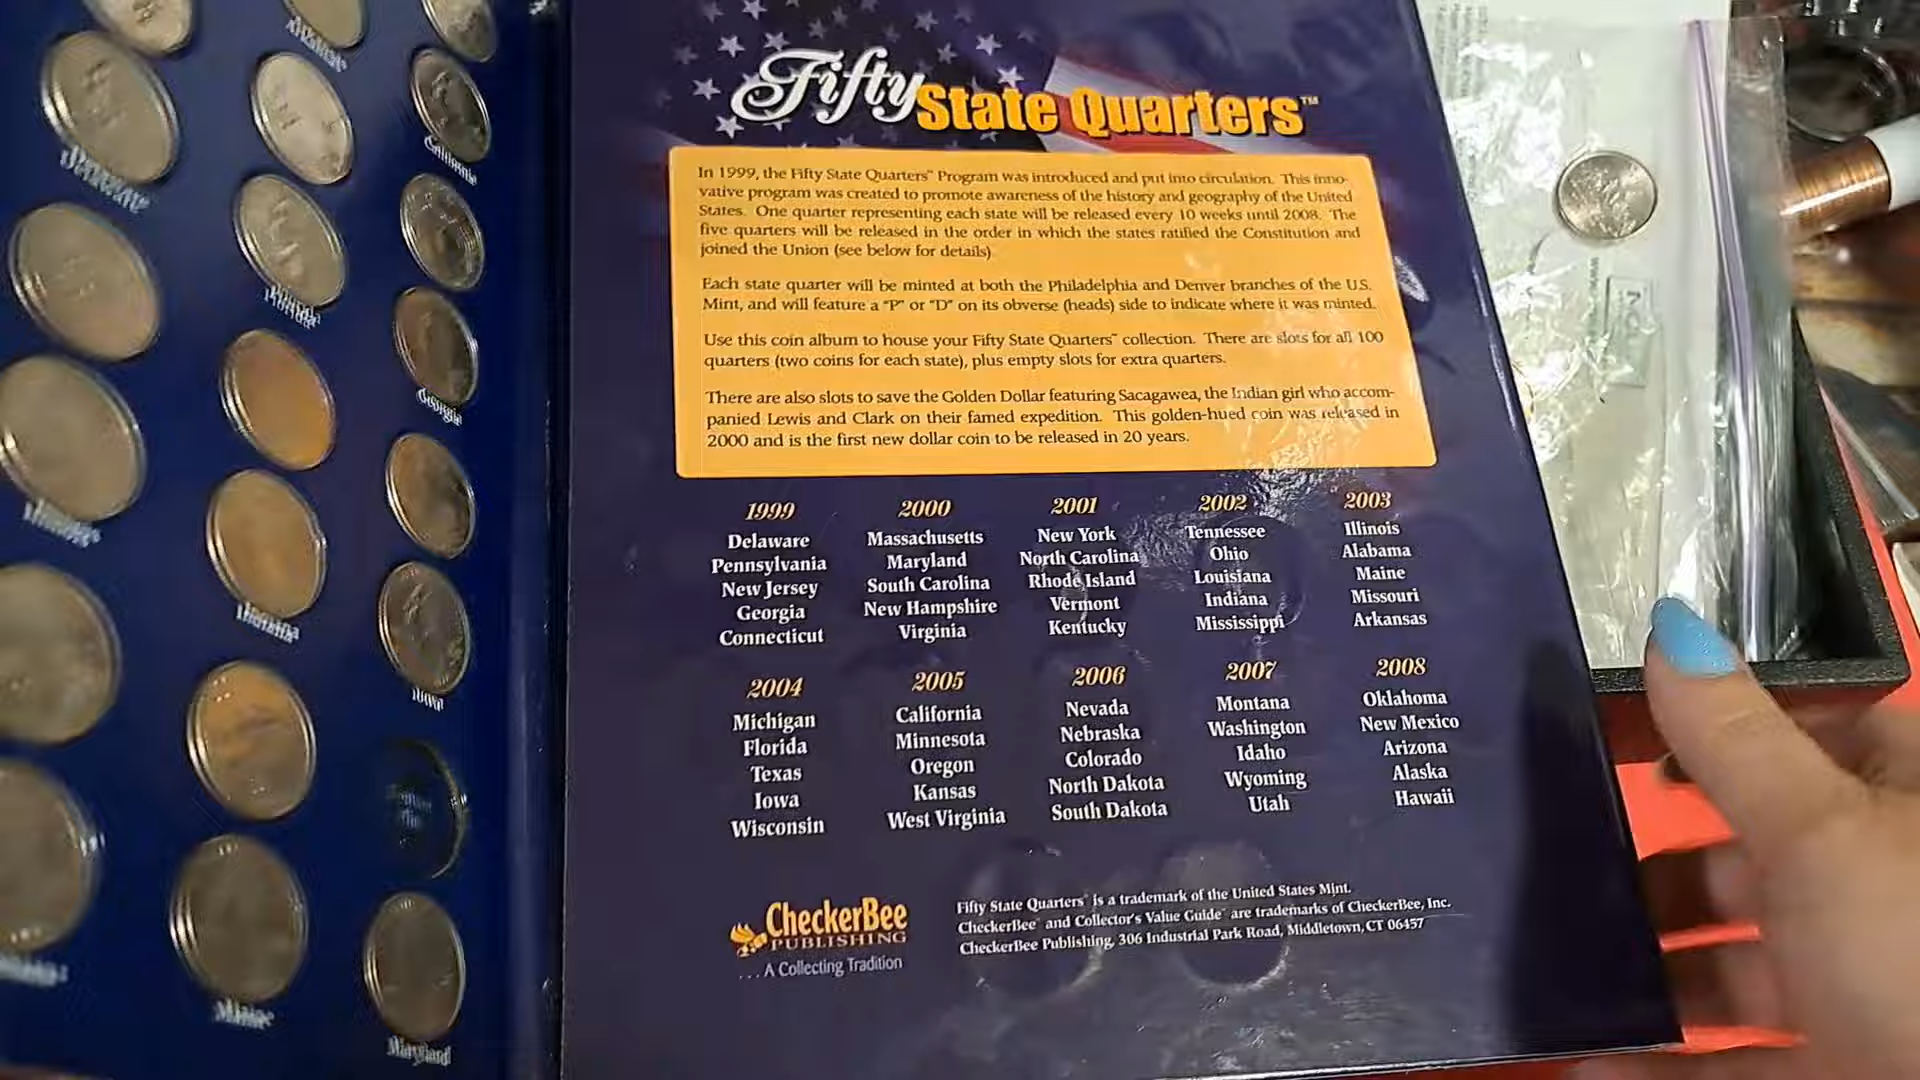 Fifty State Quarters™
In 1999, the Fifty State Quarters™ Program was introduced and put into circulation. This inno-
vative program was created to promote awareness of the history and geography of the United
States. One quarter representing each state will be released every 10 weeks until 2008. The
five quarters will be released in the order in which the states ratified the Constitution and
joined the Union (see below for details).
Each state quarter will be minted at both the Philadelphia and Denver branches of the U.S.
Mint, and will feature a "P" or "D" on its obverse (heads) side to indicate where it was minted.
Use this coin album to house your Fifty State Quarters™ collection. There are slots for all 100
quarters (two coins for each state), plus empty slots for extra quarters.
There are also slots to save the Golden Dollar featuring Sacagawea, the Indian girl who accom-
panied Lewis and Clark on their famed expedition. This golden-hued coin was released in
2000 and is the first new dollar coin to be released in 20 years.
1999
Delaware
Pennsylvania
New Jersey
Georgia
Connecticut
2000
Massachusetts
Maryland
South Carolina
New Hampshire
Virginia
2001
New York
North Carolina
Rhode Island
Vermont
Kentucky
2002
Tennessee
Ohio
Louisiana
Indiana
Mississippi
2003
Illinois
Alabama
Maine
Missouri
Arkansas
2004
Michigan
Florida
Texas
Iowa
Wisconsin
2005
California
Minnesota
Oregon
Kansas
West Virginia
2006
Nevada
Nebraska
Colorado
North Dakota
South Dakota
2007
Montana
Washington
Idaho
Wyoming
Utah
2008
Oklahoma
New Mexico
Arizona
Alaska
Hawaii
CheckerBee
PUBLISHING
...A Collecting Tradition
Fifty State Quarters™ is a trademark of the United States Mint.
CheckerBee™ and Collector's Value Guide™ are trademarks of CheckerBee, Inc.
CheckerBee Publishing, 306 Industrial Park Road, Middletown, CT 06457
Arkansas
California
Delaware
Florida
Georgia
Indiana
Iowa
Maine
Maryland